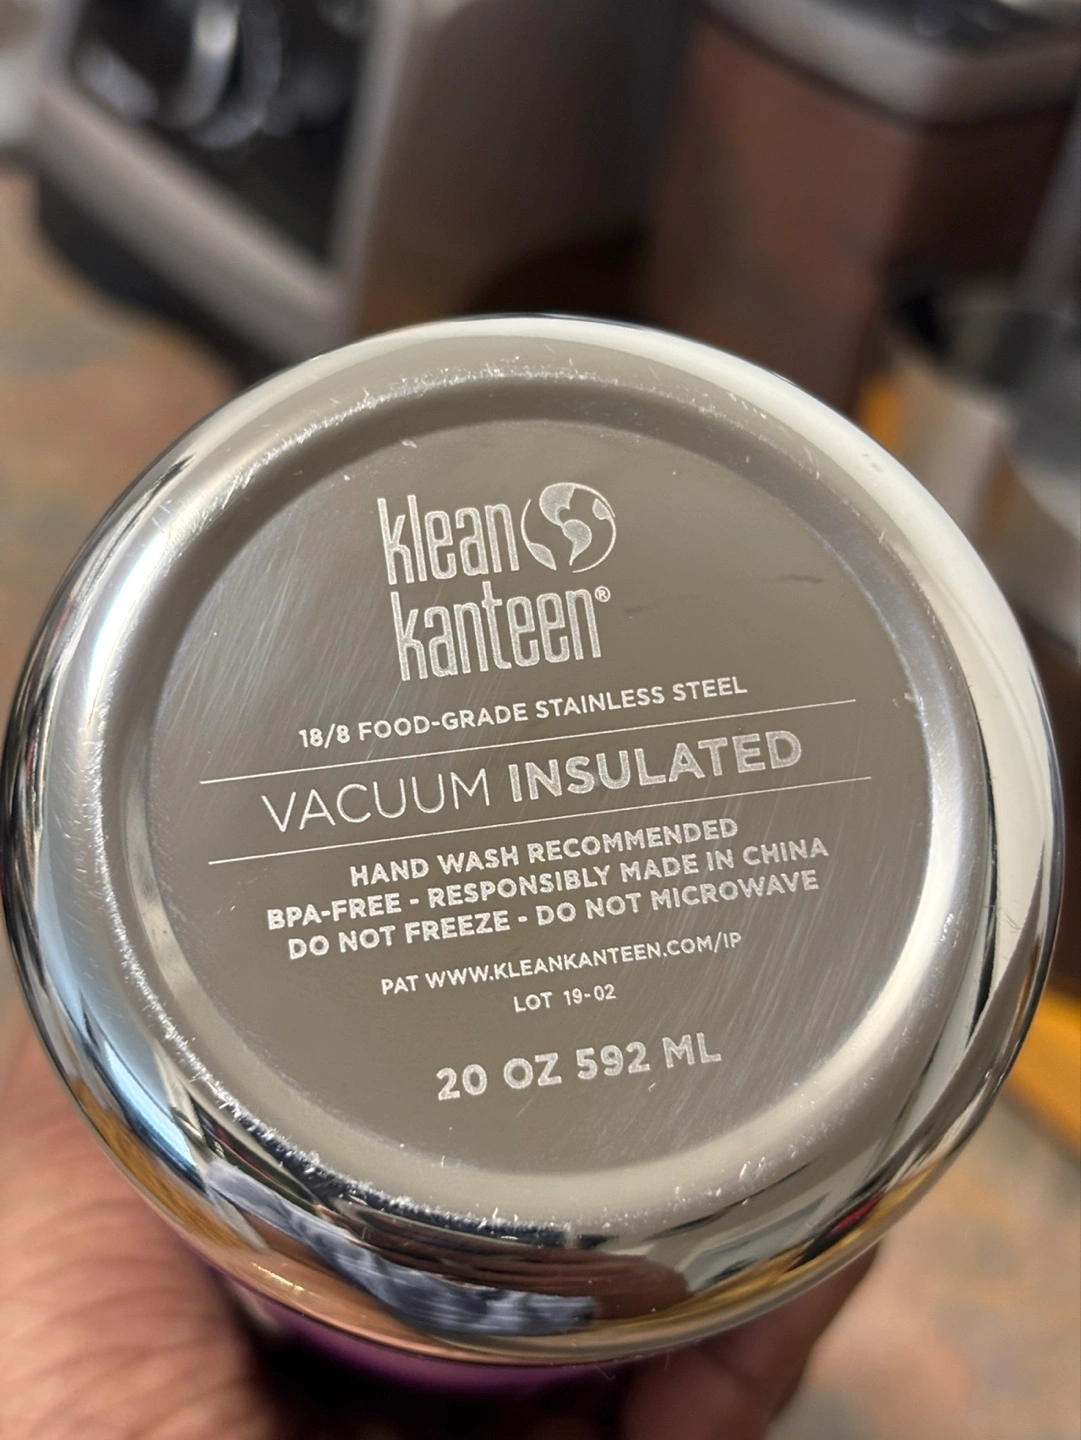 klean
kanteen®
18/8 FOOD-GRADE STAINLESS STEEL
VACUUM INSULATED
HAND WASH RECOMMENDED
BPA-FREE - RESPONSIBLY MADE IN CHINA
DO NOT FREEZE - DO NOT MICROWAVE
PAT WWW.KLEANKANTEEN.COM/IP
LOT 19-02
20 OZ 592 ML